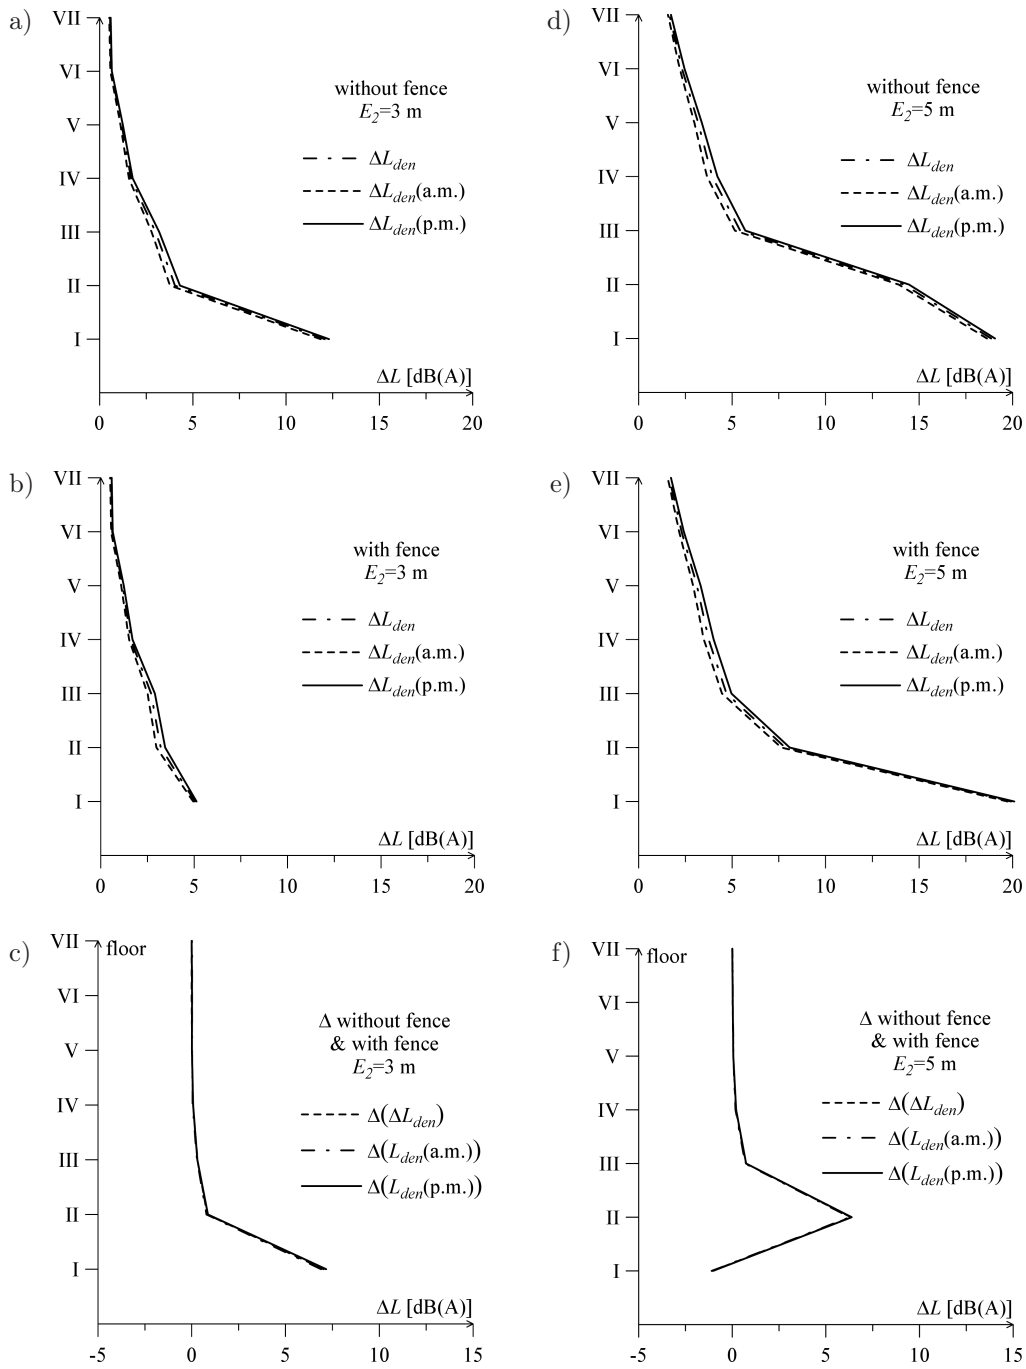 a)
VII
VI
V
IV
III
II
I
without fence
E2=3 m
ΔLden
ΔLden(a.m.)
ΔLden(p.m.)
ΔL [dB(A)]
0 5 10 15 20
d)
VII
VI
V
IV
III
II
I
without fence
E2=5 m
ΔLden
ΔLden(a.m.)
ΔLden(p.m.)
ΔL [dB(A)]
0 5 10 15 20
b)
VII
VI
V
IV
III
II
I
with fence
E2=3 m
ΔLden
ΔLden(a.m.)
ΔLden(p.m.)
ΔL [dB(A)]
0 5 10 15 20
e)
VII
VI
V
IV
III
II
I
with fence
E2=5 m
ΔLden
ΔLden(a.m.)
ΔLden(p.m.)
ΔL [dB(A)]
0 5 10 15 20
c)
VII
floor
VI
V
IV
III
II
I
Δ without fence
& with fence
E2=3 m
Δ(ΔLden)
Δ(Lden(a.m.))
Δ(Lden(p.m.))
ΔL [dB(A)]
-5 0 5 10 15
f)
VII
floor
VI
V
IV
III
II
I
Δ without fence
& with fence
E2=5 m
Δ(ΔLden)
Δ(Lden(a.m.))
Δ(Lden(p.m.))
ΔL [dB(A)]
-5 0 5 10 15